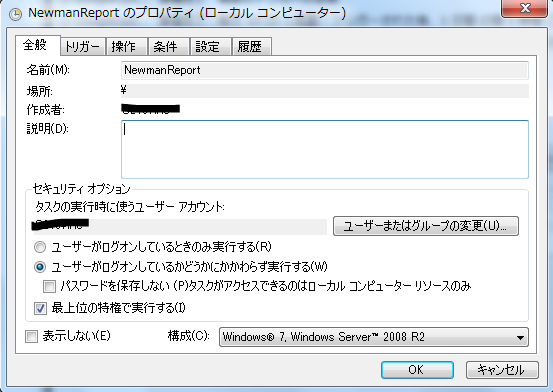 NewmanReport のプロパティ (ローカル コンピューター)
全般 トリガー 操作 条件 設定 履歴
名前(M): NewmanReport
場所: ¥
作成者:
説明(D):
セキュリティ オプション
タスクの実行時に使うユーザー アカウント:
ユーザーまたはグループの変更(U)...
ユーザーがログオンしているときのみ実行する(R)
ユーザーがログオンしているかどうかにかかわらず実行する(W)
パスワードを保存しない (P)タスクがアクセスできるのはローカル コンピューター リソースのみ
最上位の特権で実行する(I)
表示しない(E) 構成(C): Windows® 7, Windows Server™ 2008 R2
OK キャンセル